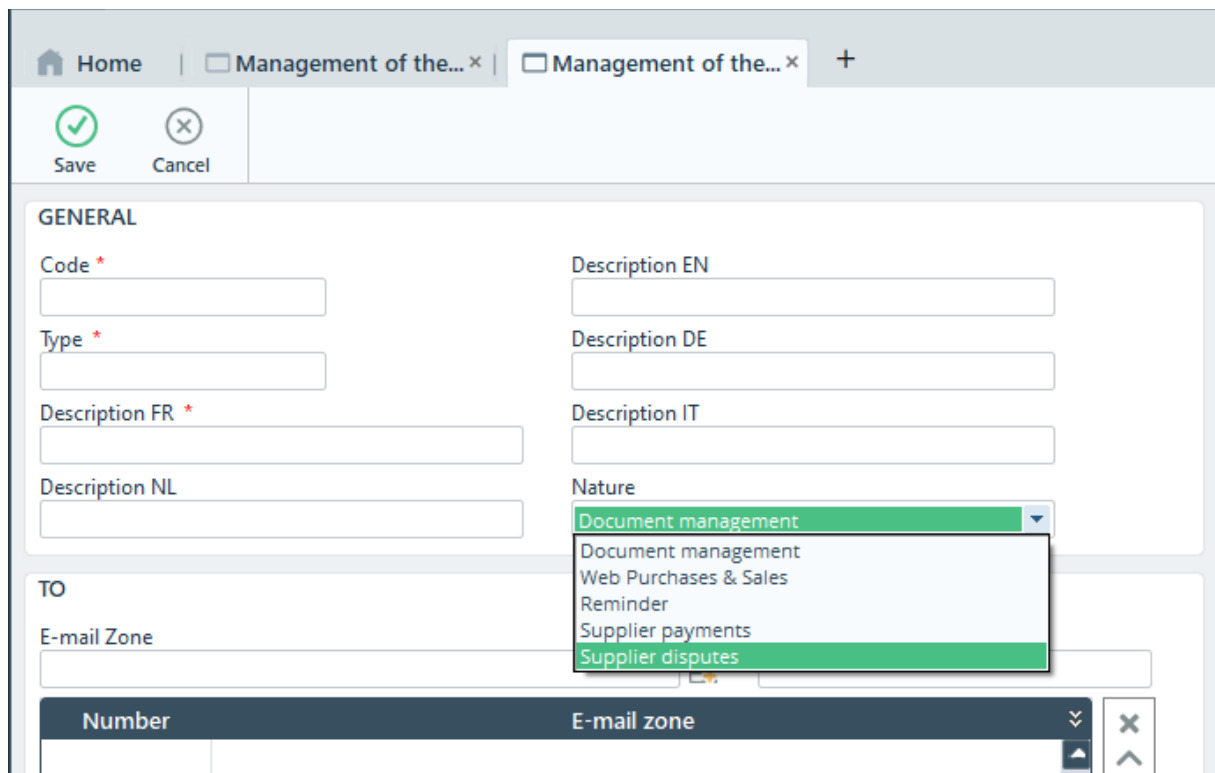 Home | Management of the... × | Management of the... × +
Save Cancel
GENERAL
Code *
Description EN
Type *
Description DE
Description FR *
Description IT
Description NL
Nature
Document management
Document management
Web Purchases & Sales
Reminder
Supplier payments
Supplier disputes
TO
E-mail Zone
Number E-mail zone